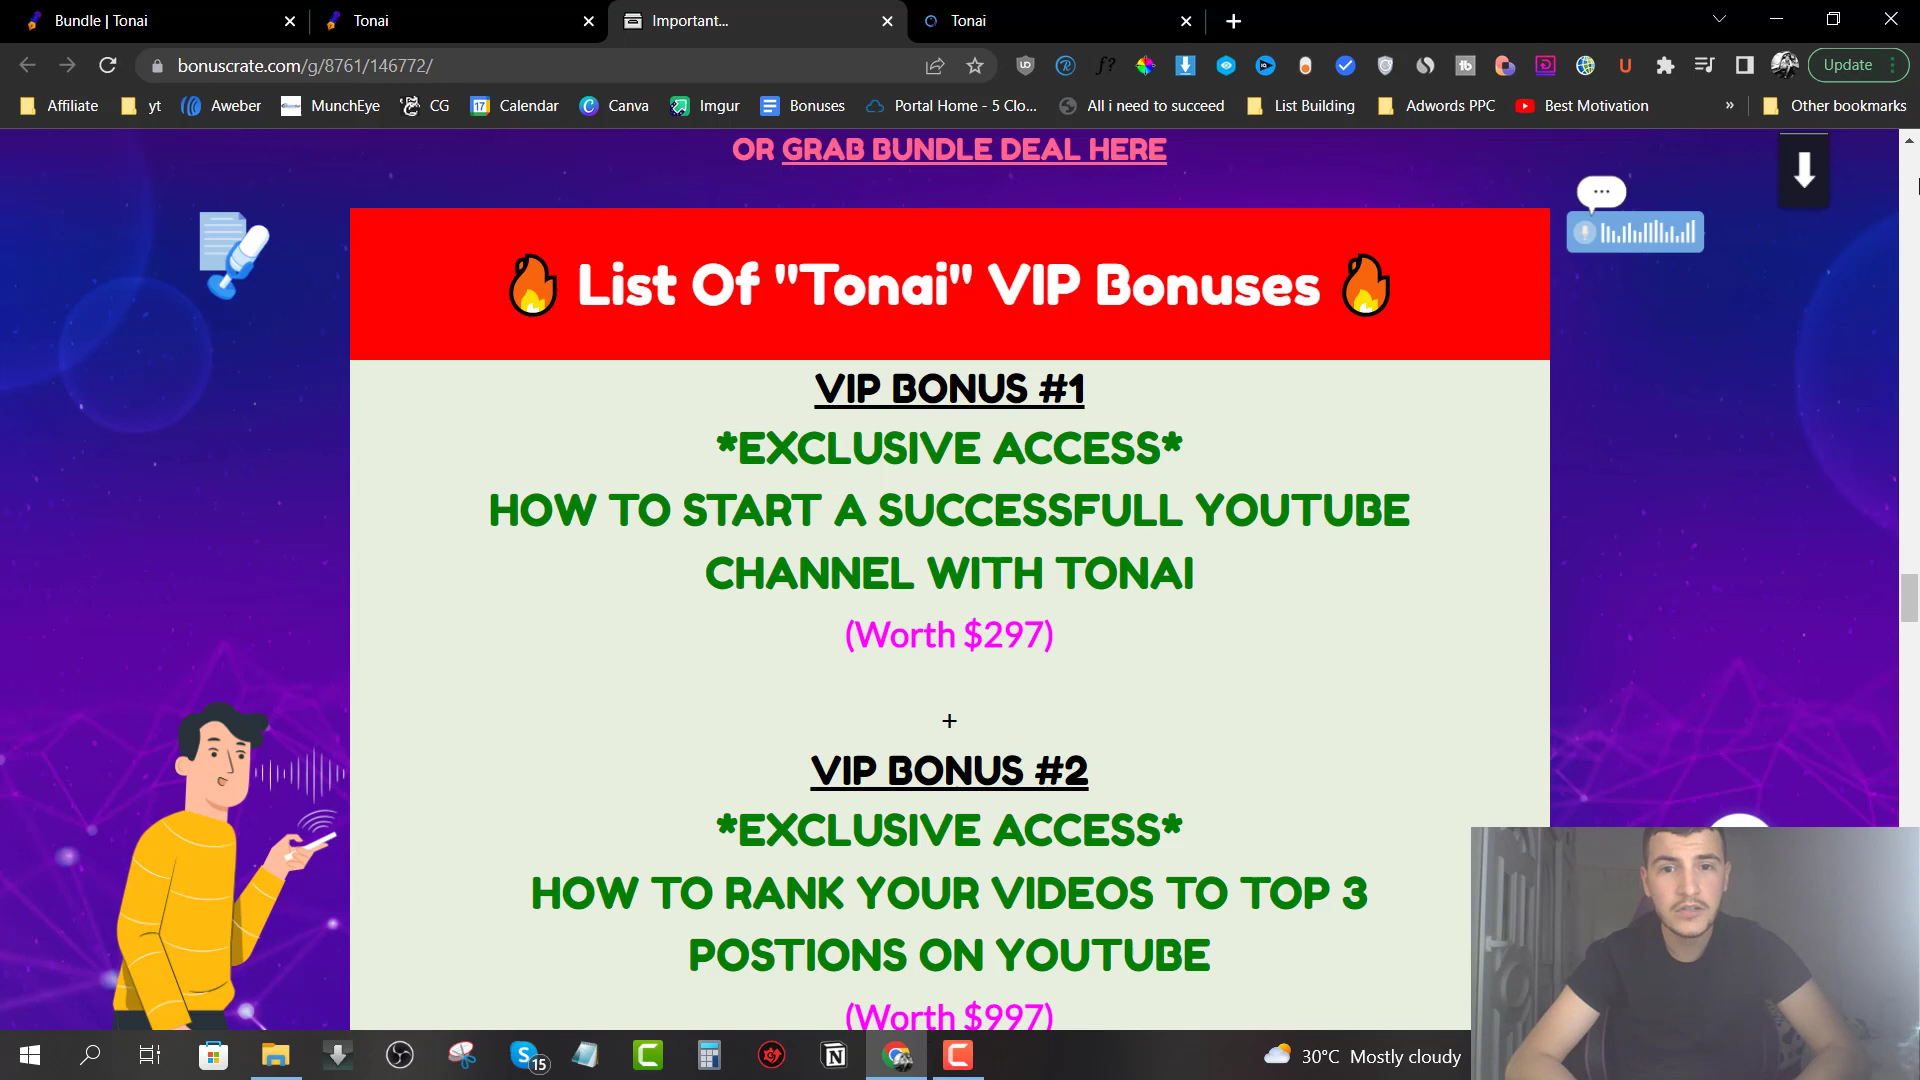 Bundle | Tonai
Tonai
Important...
Tonai
bonuscrate.com/g/8761/146772/
Update
Affiliate
yt
Aweber
MunchEye
CG
Calendar
Canva
Imgur
Bonuses
Portal Home - 5 Clo...
All i need to succeed
List Building
Adwords PPC
Best Motivation
»
Other bookmarks
OR GRAB BUNDLE DEAL HERE
List Of "Tonai" VIP Bonuses
VIP BONUS #1
*EXCLUSIVE ACCESS*
HOW TO START A SUCCESSFULL YOUTUBE
CHANNEL WITH TONAI
(Worth $297)
+
VIP BONUS #2
*EXCLUSIVE ACCESS*
HOW TO RANK YOUR VIDEOS TO TOP 3
POSTIONS ON YOUTUBE
(Worth $997)
15
30°C Mostly cloudy